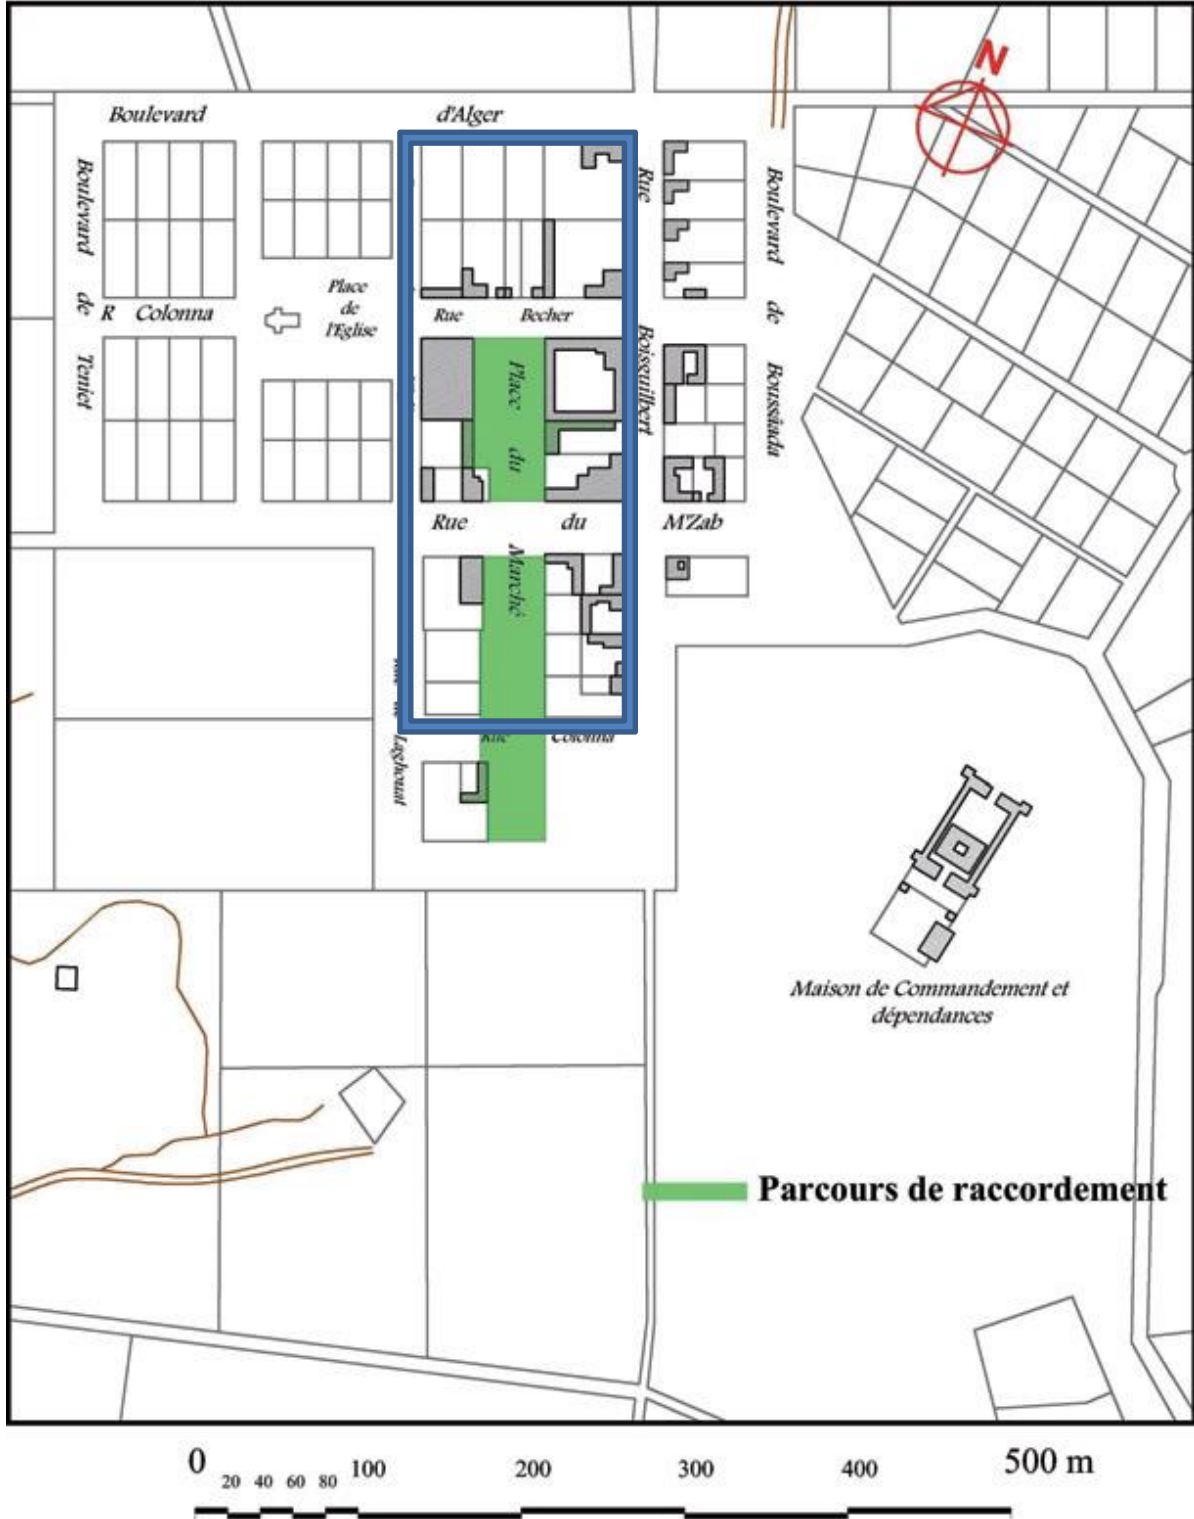 N
Boulevard
d'Alger
Boulevard de Teniet
Rue Boisguilbert
Boulevard de Boussâada
R Colonna
Place
de
l'Eglise
Rue
Becher
Place du Marché
Rue
du
M'Zab
Rue
Colonna
Laghouat
Maison de Commandement et
dépendances
Parcours de raccordement
0
20
40
60
80
100
200
300
400
500 m